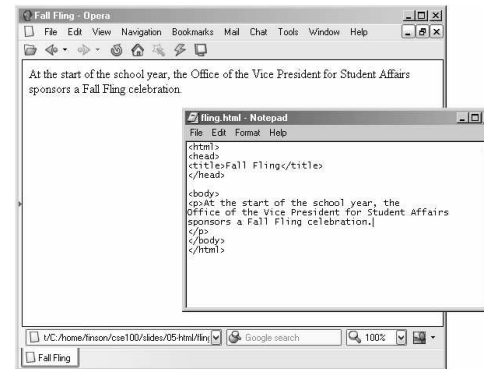 Fall Fling - Opera
File Edit View Navigation Bookmarks Mail Chat Tools Window Help
At the start of the school year, the Office of the Vice President for Student Affairs
sponsors a Fall Fling celebration.
fling.html - Notepad
File Edit Format Help
<html>
<head>
<title>Fall Fling</title>
</head>
<body>
<p>At the start of the school year, the
Office of the Vice President for Student Affairs
sponsors a Fall Fling celebration.
</p>
</body>
</html>
t/C:/home/finson/cse100/slides/05-html/fling
Google search
100%
Fall Fling